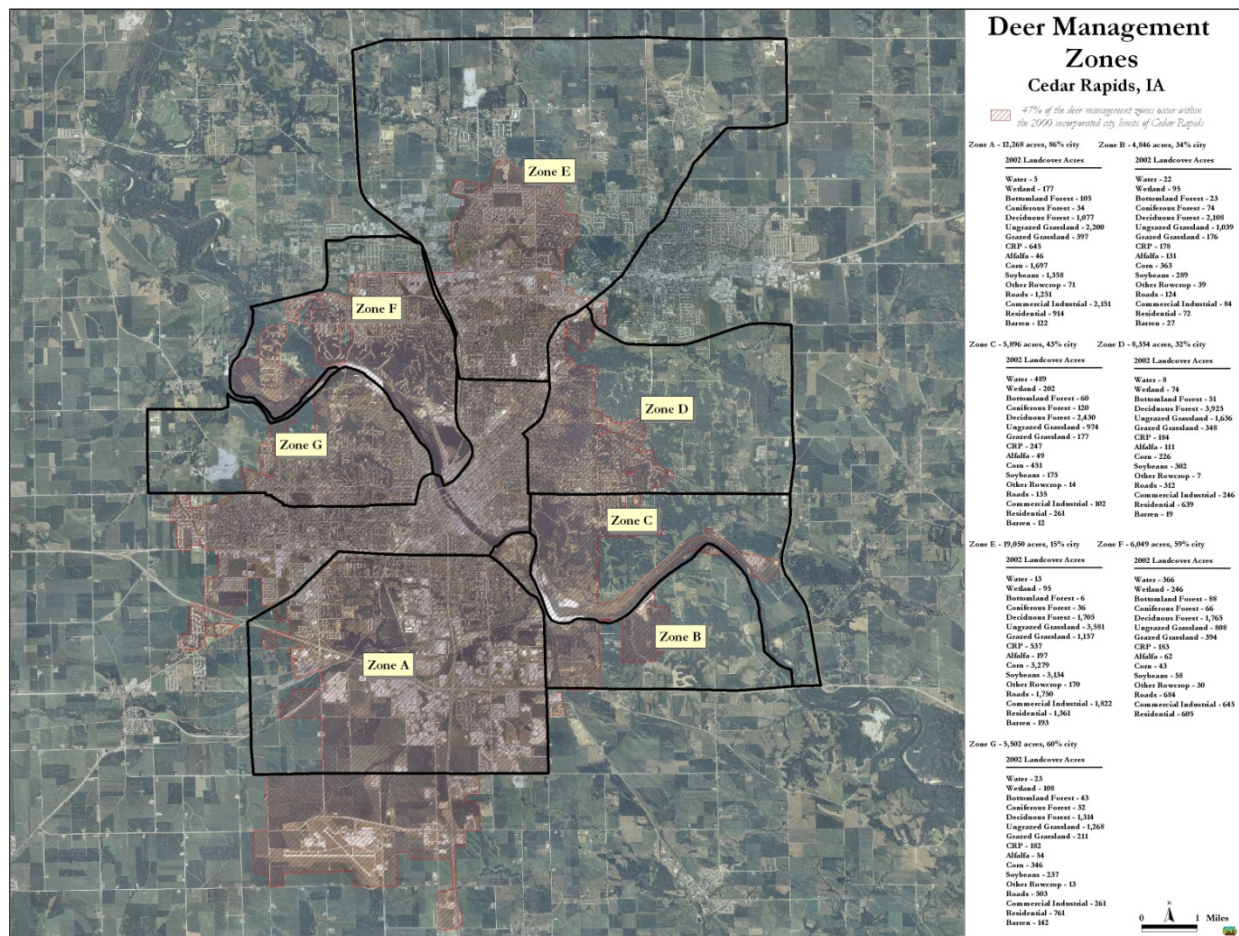 Deer Management
Zones
Cedar Rapids, IA
47% of the deer management zones occur within
the 2000 incorporated city limits of Cedar Rapids
Zone A - 12,268 acres, 86% city
2002 Landcover Acres
Water - 5
Wetland - 177
Bottomland Forest - 105
Coniferous Forest - 34
Deciduous Forest - 1,077
Ungrazed Grassland - 2,200
Grazed Grassland - 397
CRP - 645
Alfalfa - 46
Corn - 1,697
Soybeans - 1,358
Other Rowcrop - 71
Roads - 1,251
Commercial Industrial - 2,151
Residential - 914
Barren - 122
Zone B - 4,846 acres, 34% city
2002 Landcover Acres
Water - 22
Wetland - 95
Bottomland Forest - 23
Coniferous Forest - 74
Deciduous Forest - 2,108
Ungrazed Grassland - 1,039
Grazed Grassland - 176
CRP - 178
Alfalfa - 131
Corn - 363
Soybeans - 289
Other Rowcrop - 39
Roads - 124
Commercial Industrial - 84
Residential - 72
Barren - 27
Zone C - 5,896 acres, 43% city
2002 Landcover Acres
Water - 489
Wetland - 202
Bottomland Forest - 60
Coniferous Forest - 120
Deciduous Forest - 2,430
Ungrazed Grassland - 974
Grazed Grassland - 177
CRP - 247
Alfalfa - 49
Corn - 451
Soybeans - 175
Other Rowcrop - 14
Roads - 135
Commercial Industrial - 102
Residential - 261
Barren - 12
Zone D - 8,354 acres, 32% city
2002 Landcover Acres
Water - 8
Wetland - 74
Bottomland Forest - 51
Deciduous Forest - 3,925
Ungrazed Grassland - 1,636
Grazed Grassland - 348
CRP - 184
Alfalfa - 111
Corn - 226
Soybeans - 302
Other Rowcrop - 7
Roads - 312
Commercial Industrial - 246
Residential - 639
Barren - 19
Zone E - 19,050 acres, 15% city
2002 Landcover Acres
Water - 13
Wetland - 95
Bottomland Forest - 6
Coniferous Forest - 36
Deciduous Forest - 1,705
Ungrazed Grassland - 3,581
Grazed Grassland - 1,157
CRP - 537
Alfalfa - 197
Corn - 3,279
Soybeans - 3,154
Other Rowcrop - 170
Roads - 1,750
Commercial Industrial - 1,822
Residential - 1,361
Barren - 193
Zone F - 6,049 acres, 59% city
2002 Landcover Acres
Water - 366
Wetland - 246
Bottomland Forest - 88
Coniferous Forest - 66
Deciduous Forest - 1,765
Ungrazed Grassland - 808
Grazed Grassland - 394
CRP - 183
Alfalfa - 62
Corn - 43
Soybeans - 58
Other Rowcrop - 30
Roads - 684
Commercial Industrial - 645
Residential - 605
Zone G - 5,502 acres, 60% city
2002 Landcover Acres
Water - 23
Wetland - 108
Bottomland Forest - 43
Coniferous Forest - 32
Deciduous Forest - 1,314
Ungrazed Grassland - 1,268
Grazed Grassland - 211
CRP - 182
Alfalfa - 54
Corn - 346
Soybeans - 237
Other Rowcrop - 13
Roads - 503
Commercial Industrial - 261
Residential - 761
Barren - 142
N
0 1 Miles
Zone E
Zone F
Zone D
Zone G
Zone C
Zone B
Zone A